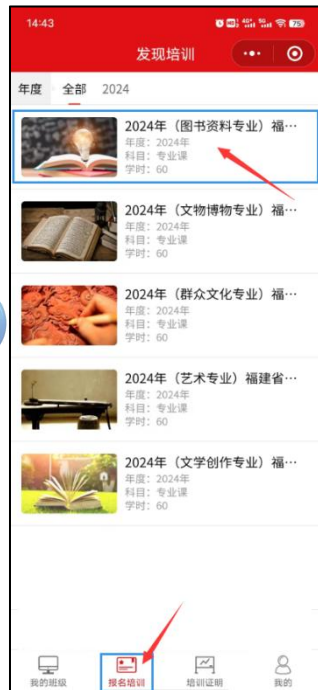 14:43
75
发现培训
年度 全部 2024
2024年（图书资料专业）福…
年度：2024年
科目：专业课
学时：60
2024年（文物博物专业）福…
年度：2024年
科目：专业课
学时：60
2024年（群众文化专业）福…
年度：2024年
科目：专业课
学时：60
2024年（艺术专业）福建省…
年度：2024年
科目：专业课
学时：60
2024年（文学创作专业）福…
年度：2024年
科目：专业课
学时：60
我的班级 报名培训 培训证明 我的